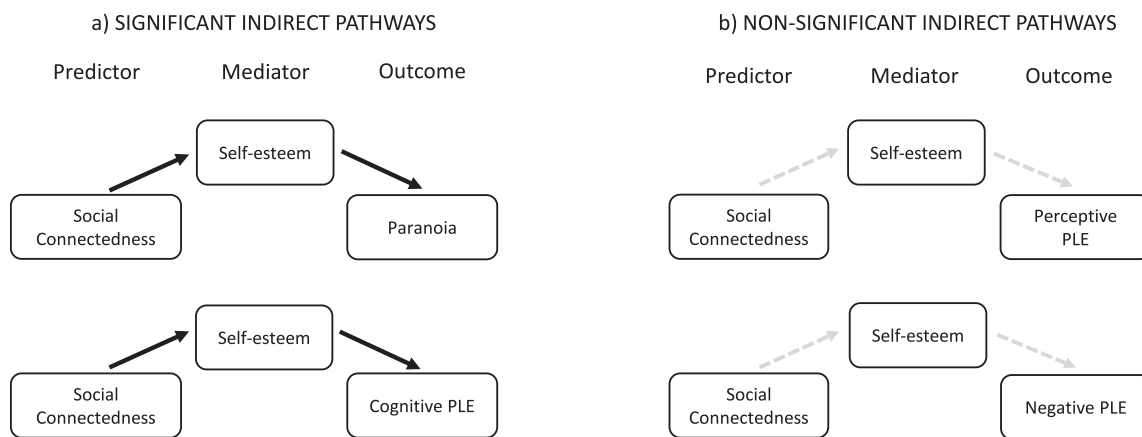 a) SIGNIFICANT INDIRECT PATHWAYS
Predictor
Mediator
Outcome
Self-esteem
Social
Connectedness
Paranoia
Self-esteem
Social
Connectedness
Cognitive PLE
b) NON-SIGNIFICANT INDIRECT PATHWAYS
Predictor
Mediator
Outcome
Self-esteem
Social
Connectedness
Perceptive
PLE
Self-esteem
Social
Connectedness
Negative PLE